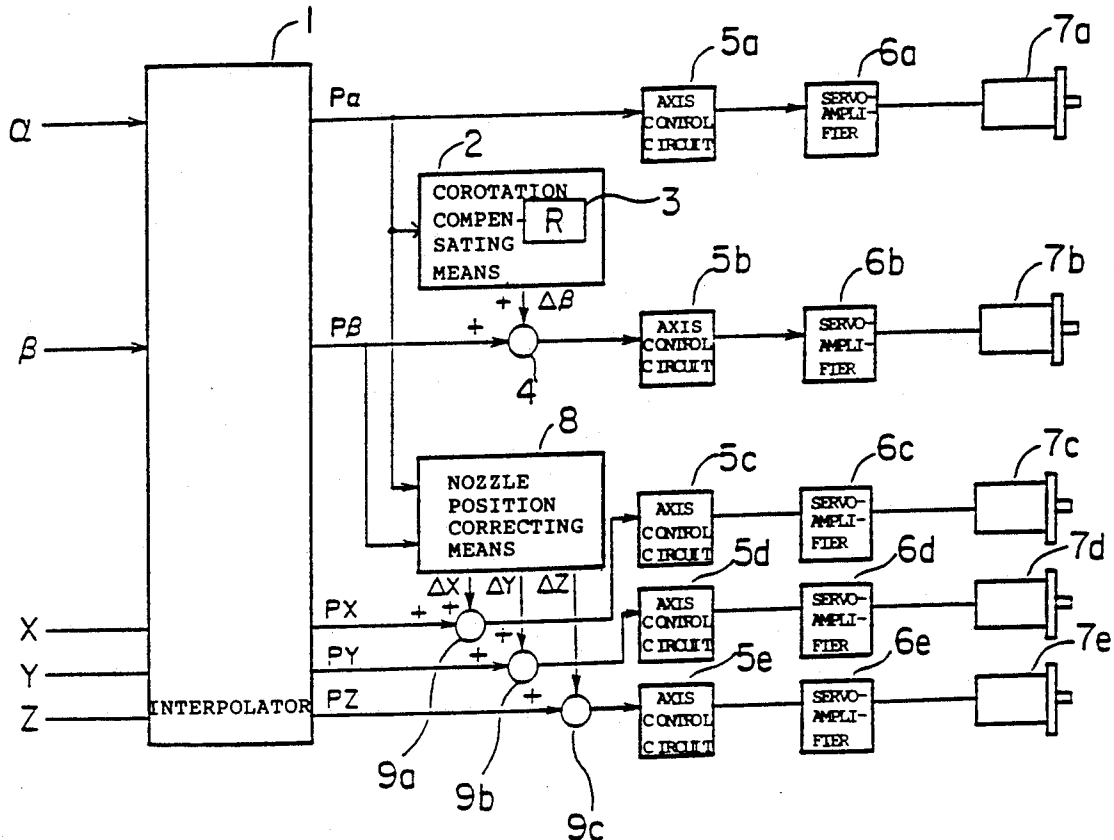 1
α
Pα
5a
AXIS
CONTROL
CIRCUIT
6a
SERVO-
AMPLI-
FIER
7a
2
COROTATION
COMPEN-
SATING
MEANS
R
3
+
Δβ
β
Pβ
+
4
5b
AXIS
CONTROL
CIRCUIT
6b
SERVO-
AMPLI-
FIER
7b
8
NOZZLE
POSITION
CORRECTING
MEANS
5c
AXIS
CONTROL
CIRCUIT
6c
SERVO-
AMPLI-
FIER
7c
ΔX
ΔY
ΔZ
X
PX
+
+
5d
AXIS
CONTROL
CIRCUIT
6d
SERVO-
AMPLI-
FIER
7d
Y
PY
+
+
Z
INTERPOLATOR
PZ
+
5e
AXIS
CONTROL
CIRCUIT
6e
SERVO-
AMPLI-
FIER
7e
9a
9b
9c